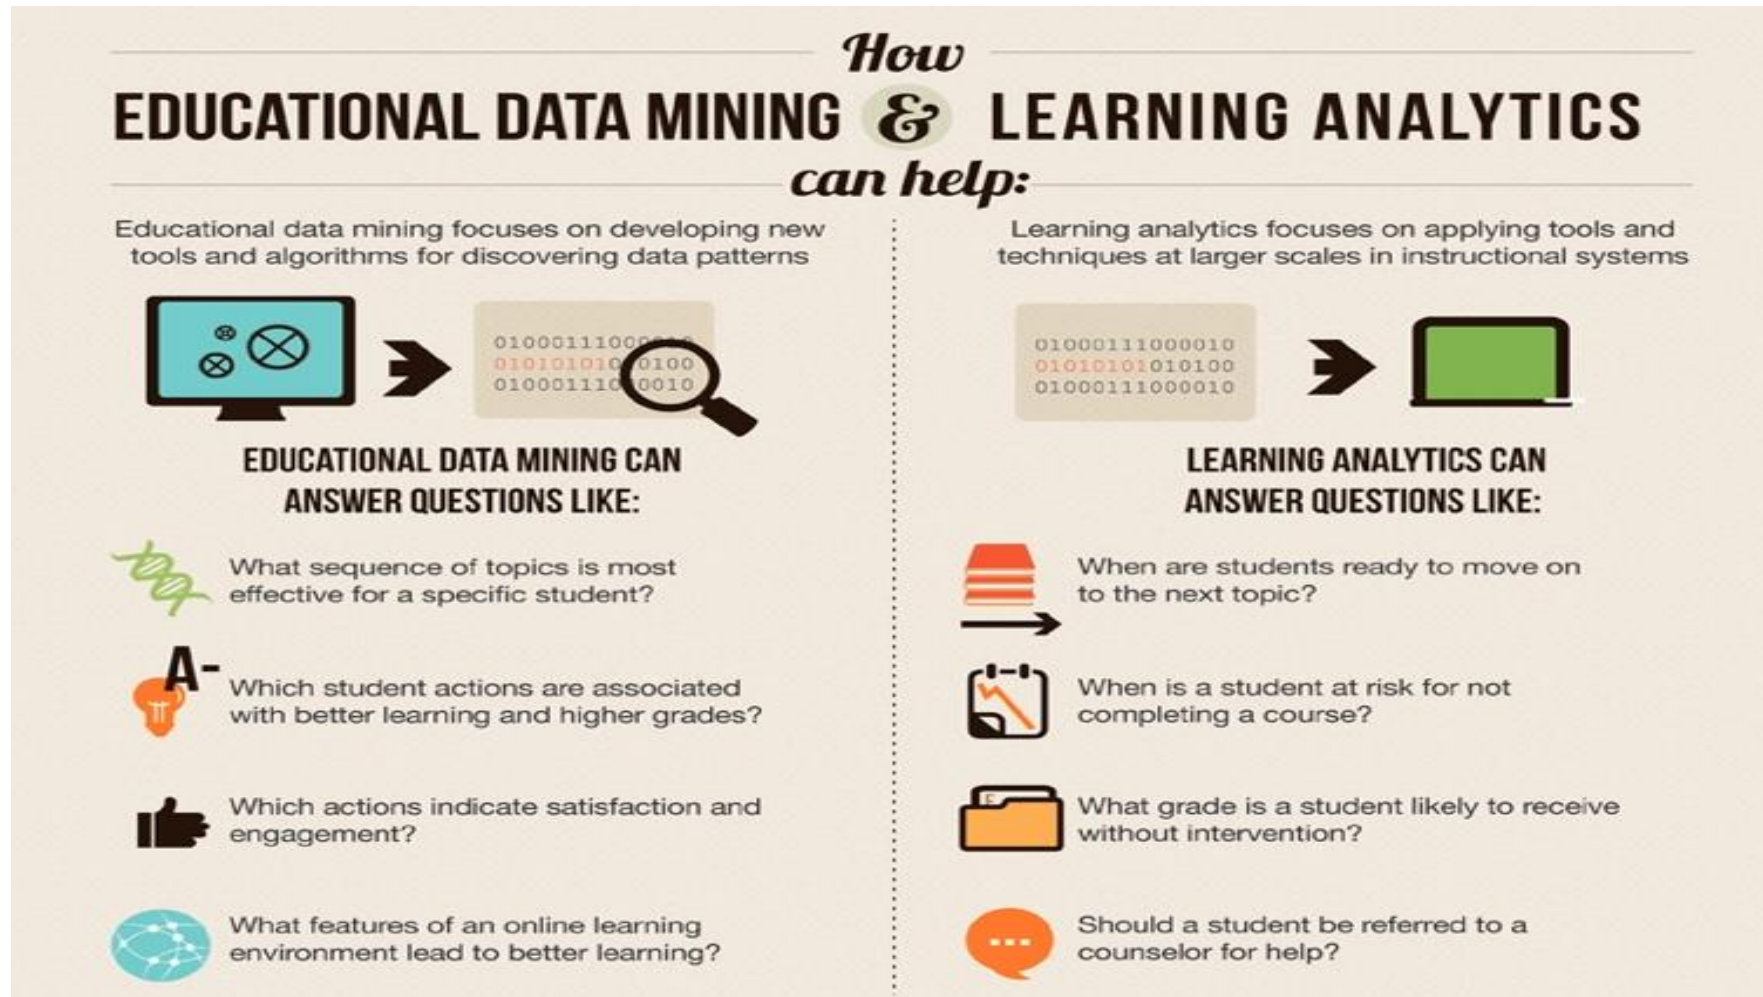 How
EDUCATIONAL DATA MINING & LEARNING ANALYTICS
can help:
Educational data mining focuses on developing new
tools and algorithms for discovering data patterns
01000111000010
01010101010100
01000111000010
EDUCATIONAL DATA MINING CAN
ANSWER QUESTIONS LIKE:
What sequence of topics is most
effective for a specific student?
A-
Which student actions are associated
with better learning and higher grades?
Which actions indicate satisfaction and
engagement?
What features of an online learning
environment lead to better learning?
Learning analytics focuses on applying tools and
techniques at larger scales in instructional systems
01000111000010
01010101010100
01000111000010
LEARNING ANALYTICS CAN
ANSWER QUESTIONS LIKE:
When are students ready to move on
to the next topic?
When is a student at risk for not
completing a course?
What grade is a student likely to receive
without intervention?
Should a student be referred to a
counselor for help?